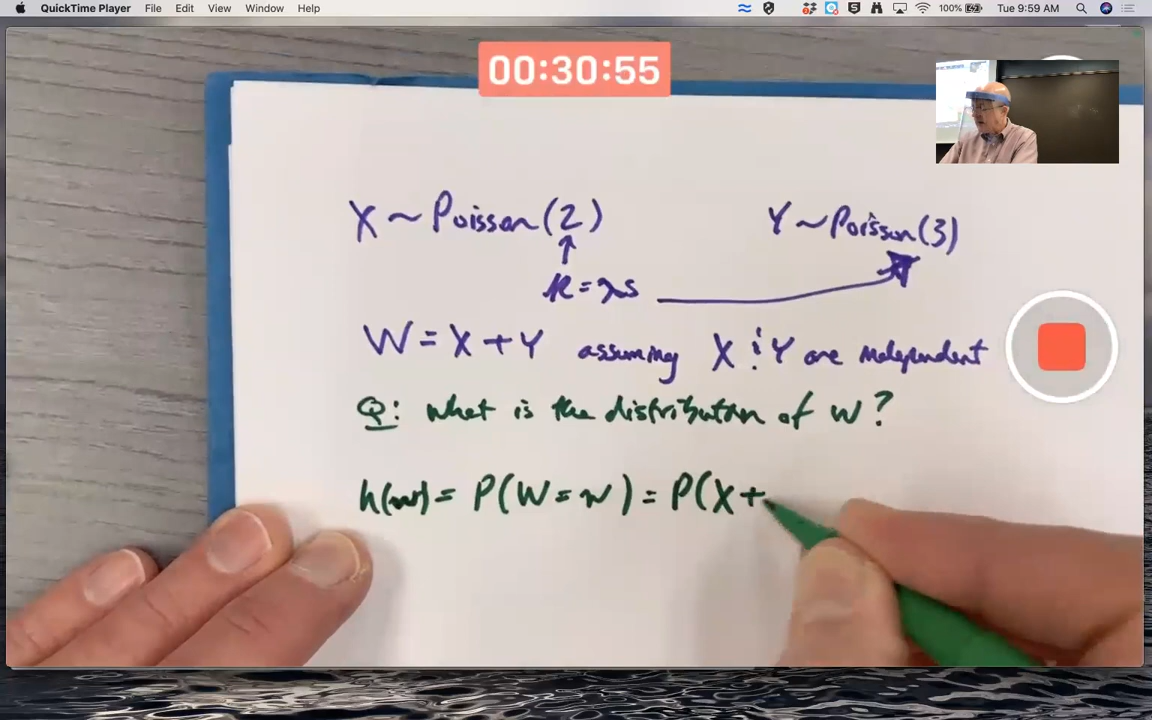 QuickTime Player File Edit View Window Help 100% Tue 9:59 AM
00:30:55
X ~ Poisson(2) Y ~ Poisson(3)
k = λs
W = X + Y assuming X & Y are independent
Q: What is the distribution of W?
h(w) = P(W = w) = P(X +